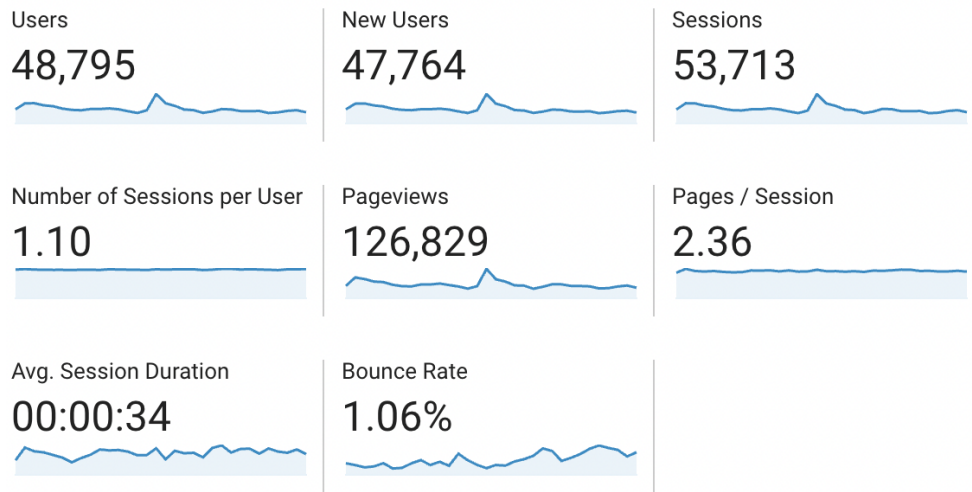 Users
48,795
New Users
47,764
Sessions
53,713
Number of Sessions per User
1.10
Pageviews
126,829
Pages / Session
2.36
Avg. Session Duration
00:00:34
Bounce Rate
1.06%